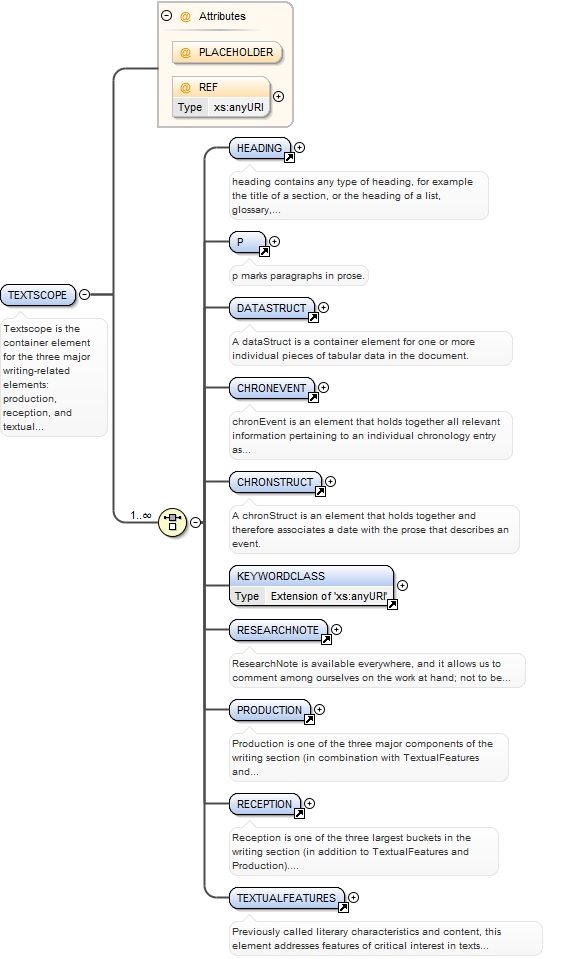 Attributes
PLACEHOLDER
REF
Type xs:anyURI
HEADING
heading contains any type of heading, for example
the title of a section, or the heading of a list,
glossary,...
P
p marks paragraphs in prose.
TEXTSCOPE
Textscope is the
container element
for the three major
writing-related
elements:
production,
reception, and
textual...
DATASTRUCT
A dataStruct is a container element for one or more
individual pieces of tabular data in the document.
CHRONEVENT
chronEvent is an element that holds together all relevant
information pertaining to an individual chronology entry
as...
CHRONSTRUCT
A chronStruct is an element that holds together and
therefore associates a date with the prose that describes an
event.
1..∞
KEYWORDCLASS
Type Extension of 'xs:anyURI'
RESEARCHNOTE
ResearchNote is available everywhere, and it allows us to
comment among ourselves on the work at hand; not to be...
PRODUCTION
Production is one of the three major components of the
writing section (in combination with TextualFeatures
and...
RECEPTION
Reception is one of the three largest buckets in the
writing section (in addition to TextualFeatures and
Production)....
TEXTUALFEATURES
Previously called literary characteristics and content, this
element addresses features of critical interest in texts...